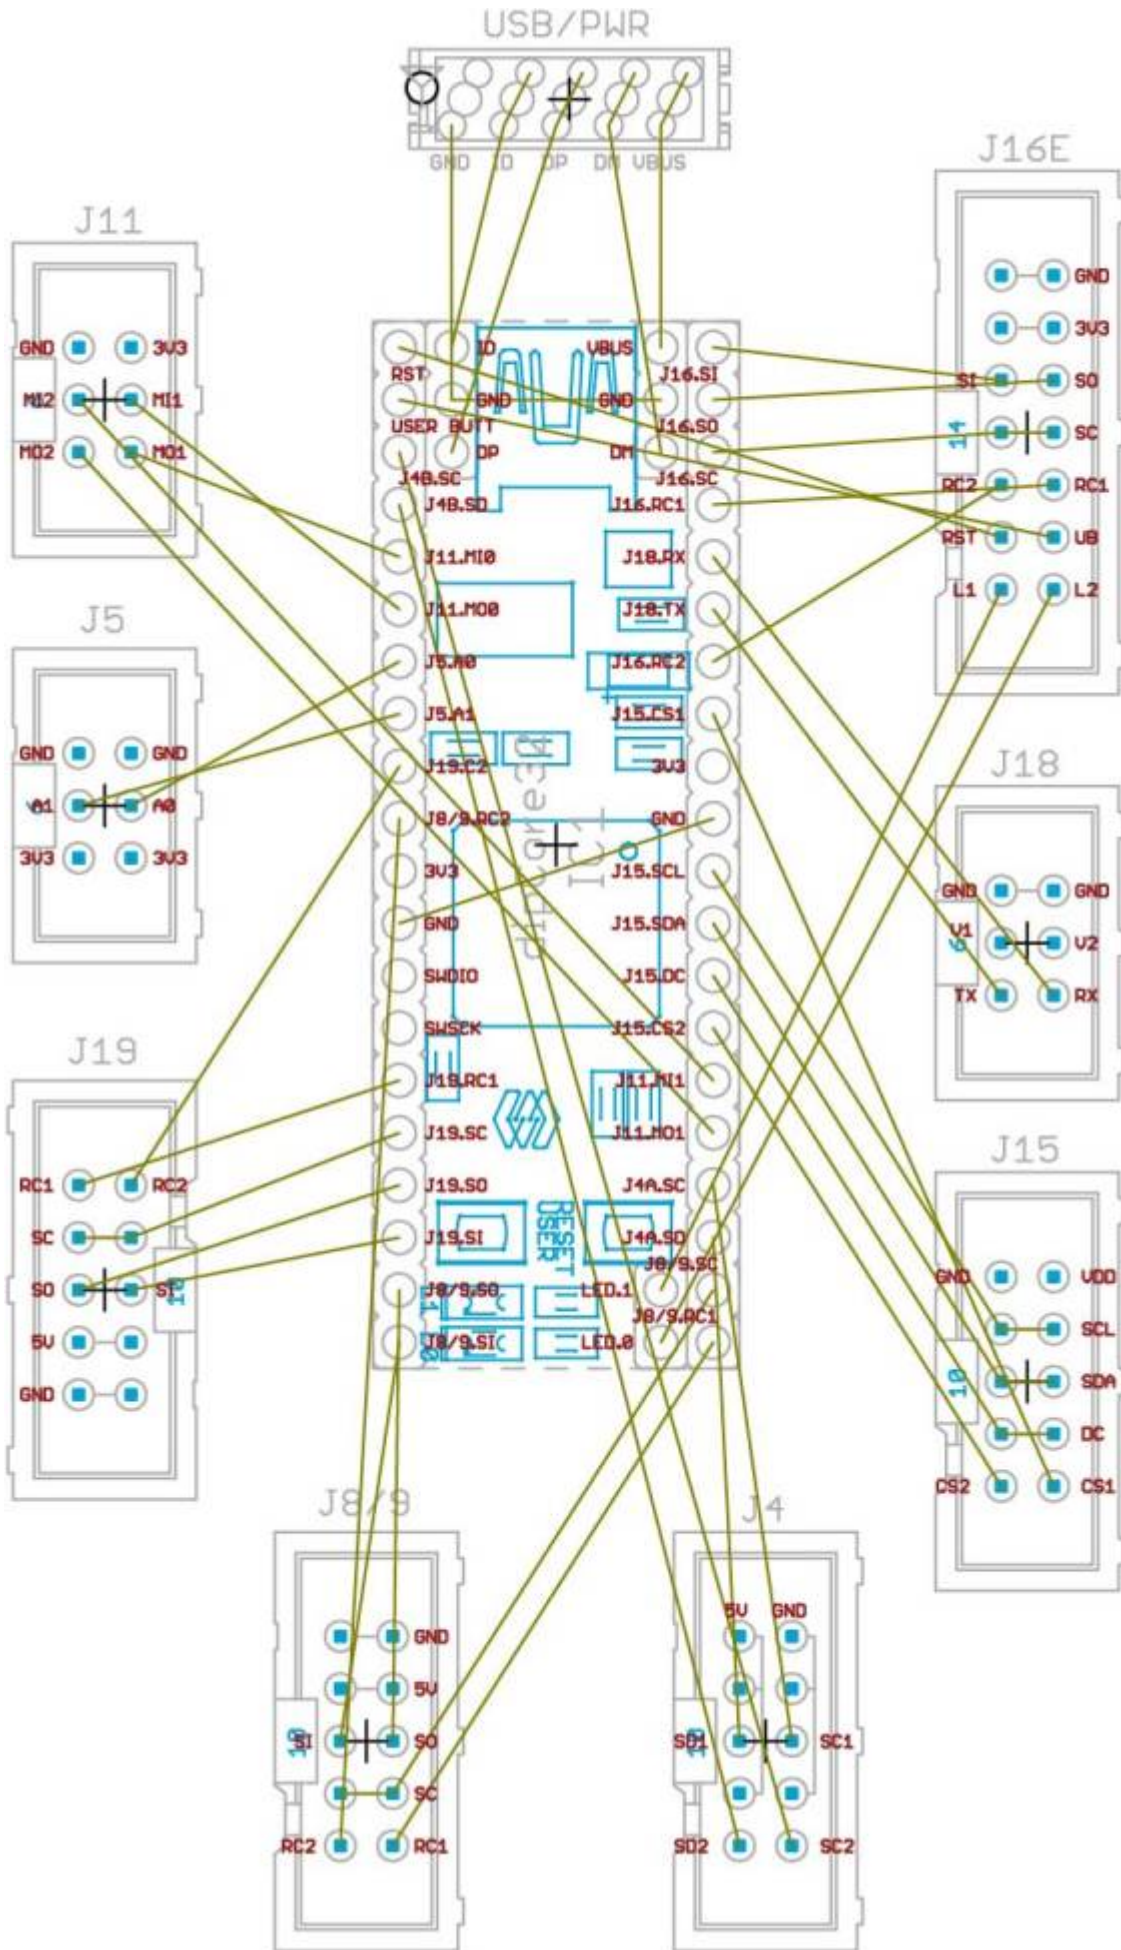 USB/PWR
GND ID DP DM VBUS
J16E
GND
3V3
SI SO
14
SC
RC2 RC1
RST UB
L1 L2
J11
GND 3V3
MI2 MI1
MO2 MO1
J5
GND GND
A1 A0
3V3 3V3
ID VBUS
RST J16.SI
GND GND
USER BUTT J16.SO
DP DM
J4B.SC J16.SC
J4B.SD J16.RC1
J11.MI0 J18.RX
J11.MO0 J18.TX
J5.A0 J16.RC2
J5.A1 J15.CS1
J19.C2 3V3
J8/9.RC2 GND
3V3 J15.SCL
GND J15.SDA
SWDIO J15.DC
SWSCK J15.CS2
J19.RC1 J11.MI1
J19.SC J11.MO1
J19.SO J4A.SC
J19.SI J4A.SD
J8/9.SC
J8/9.SO LED.1
J8/9.RC1
J8/9.SI LED.0
IC1
USER
RESET
J18
GND GND
V1 V2
6
TX RX
J19
RC1 RC2
SC
SO SI
10
5V
GND
J15
GND VDD
SCL
SDA
10
DC
CS2 CS1
J8/9
GND
5V
SI SO
10
SC
RC2 RC1
J4
5V GND
SD1 SC1
10
SD2 SC2